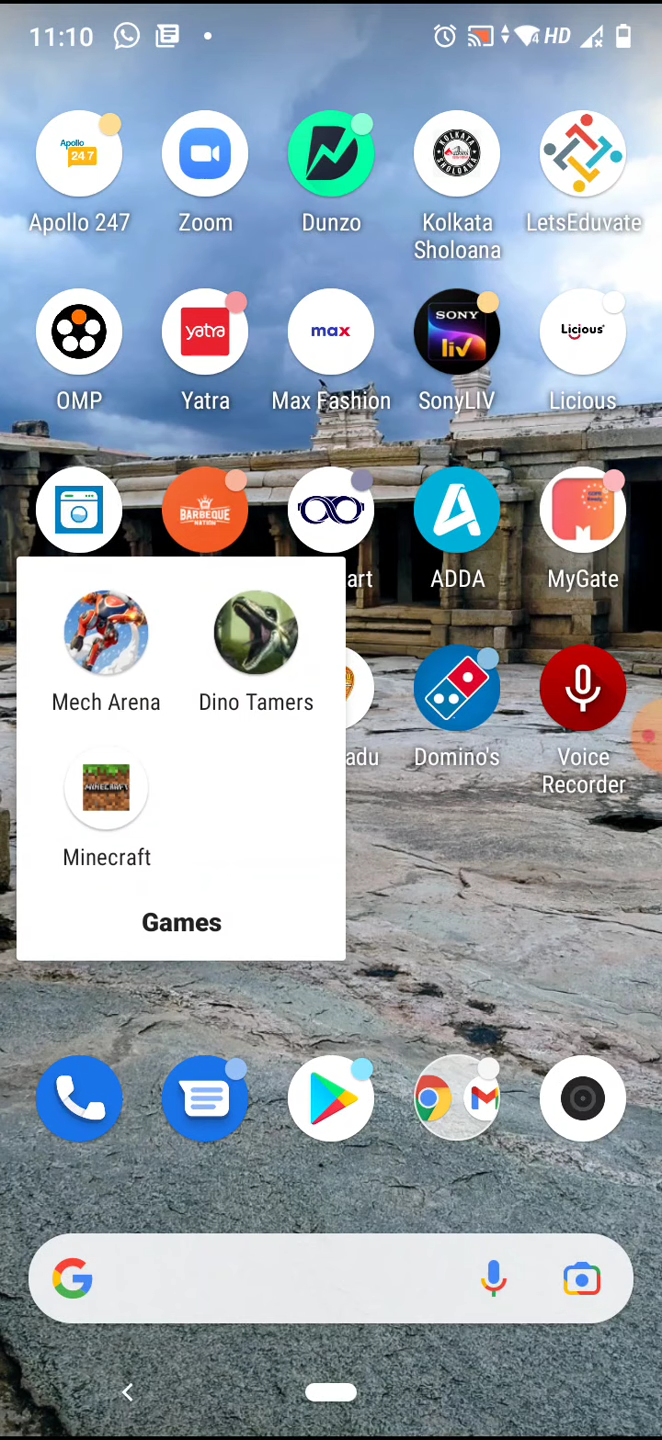 11:10
HD
Apollo
24|7
Apollo 247
Zoom
Dunzo
KOLKATA
SHOLOANA
Kolkata
Sholoana
LetsEduvate
OMP
yatra
Yatra
max
Max Fashion
SONY
liv
SonyLIV
Licious
Licious
BARBEQUE
NATION
art
ADDA
MyGate
Mech Arena
Dino Tamers
adu
Domino's
Voice
Recorder
MINECRAFT
Minecraft
Games